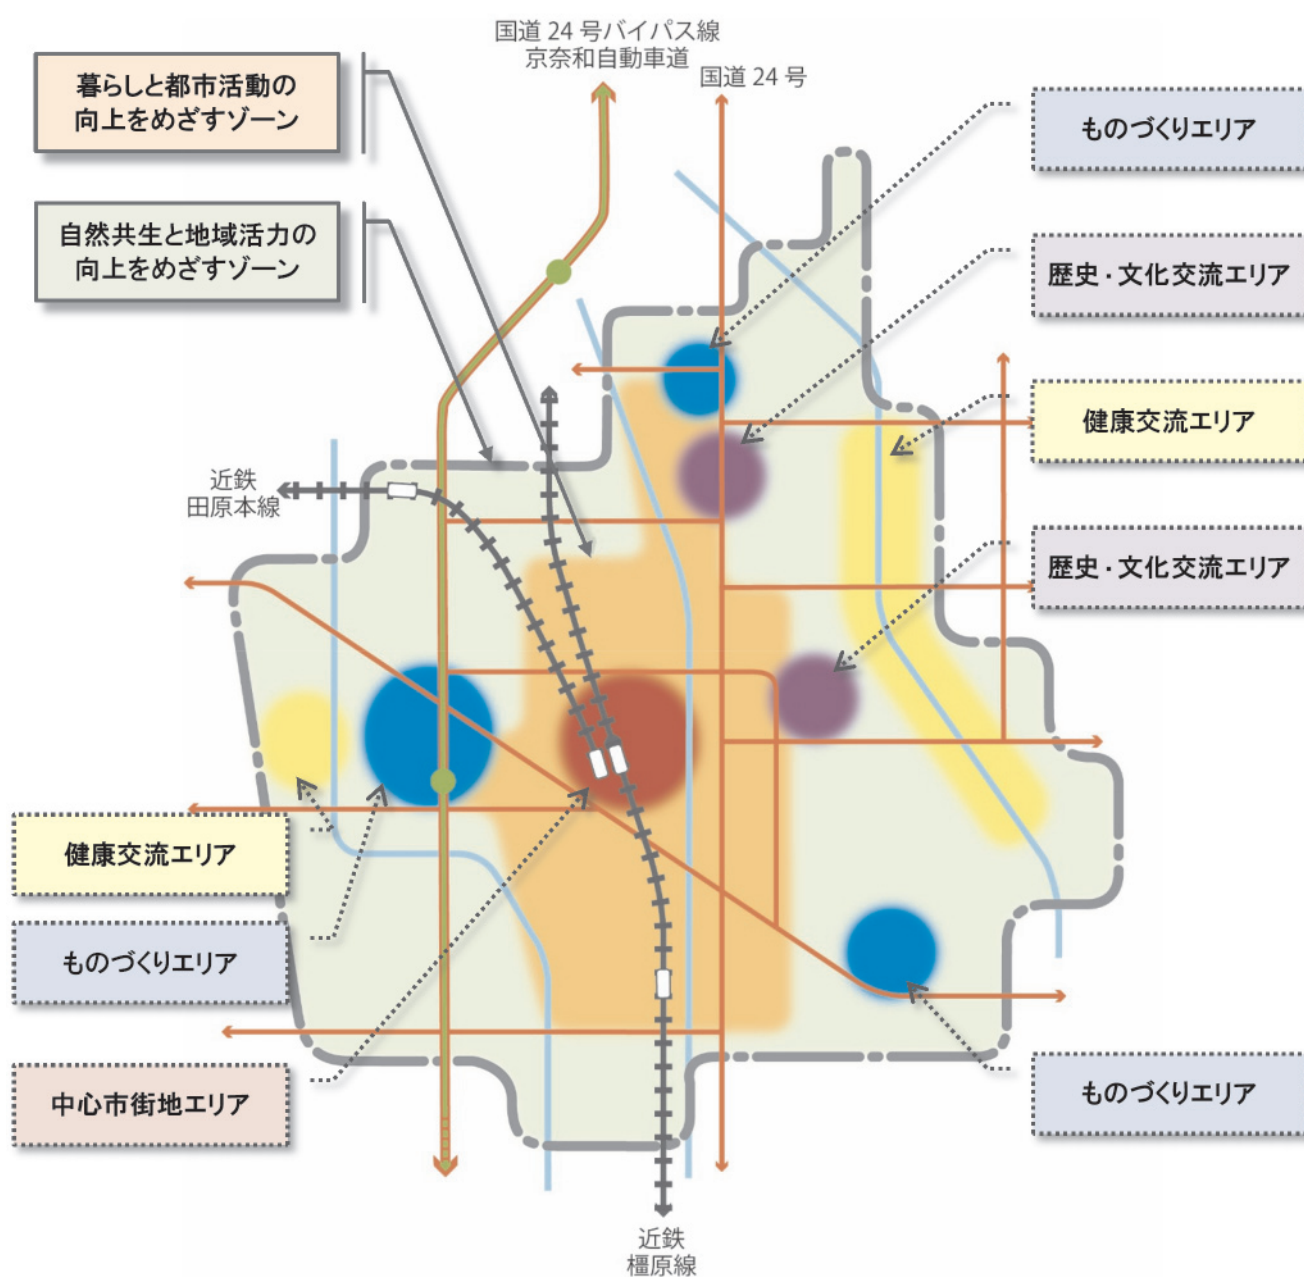 国道 24 号バイパス線
京奈和自動車道
国道 24 号
暮らしと都市活動の
向上をめざすゾーン
自然共生と地域活力の
向上をめざすゾーン
ものづくりエリア
歴史・文化交流エリア
健康交流エリア
歴史・文化交流エリア
近鉄
田原本線
健康交流エリア
ものづくりエリア
中心市街地エリア
ものづくりエリア
近鉄
橿原線